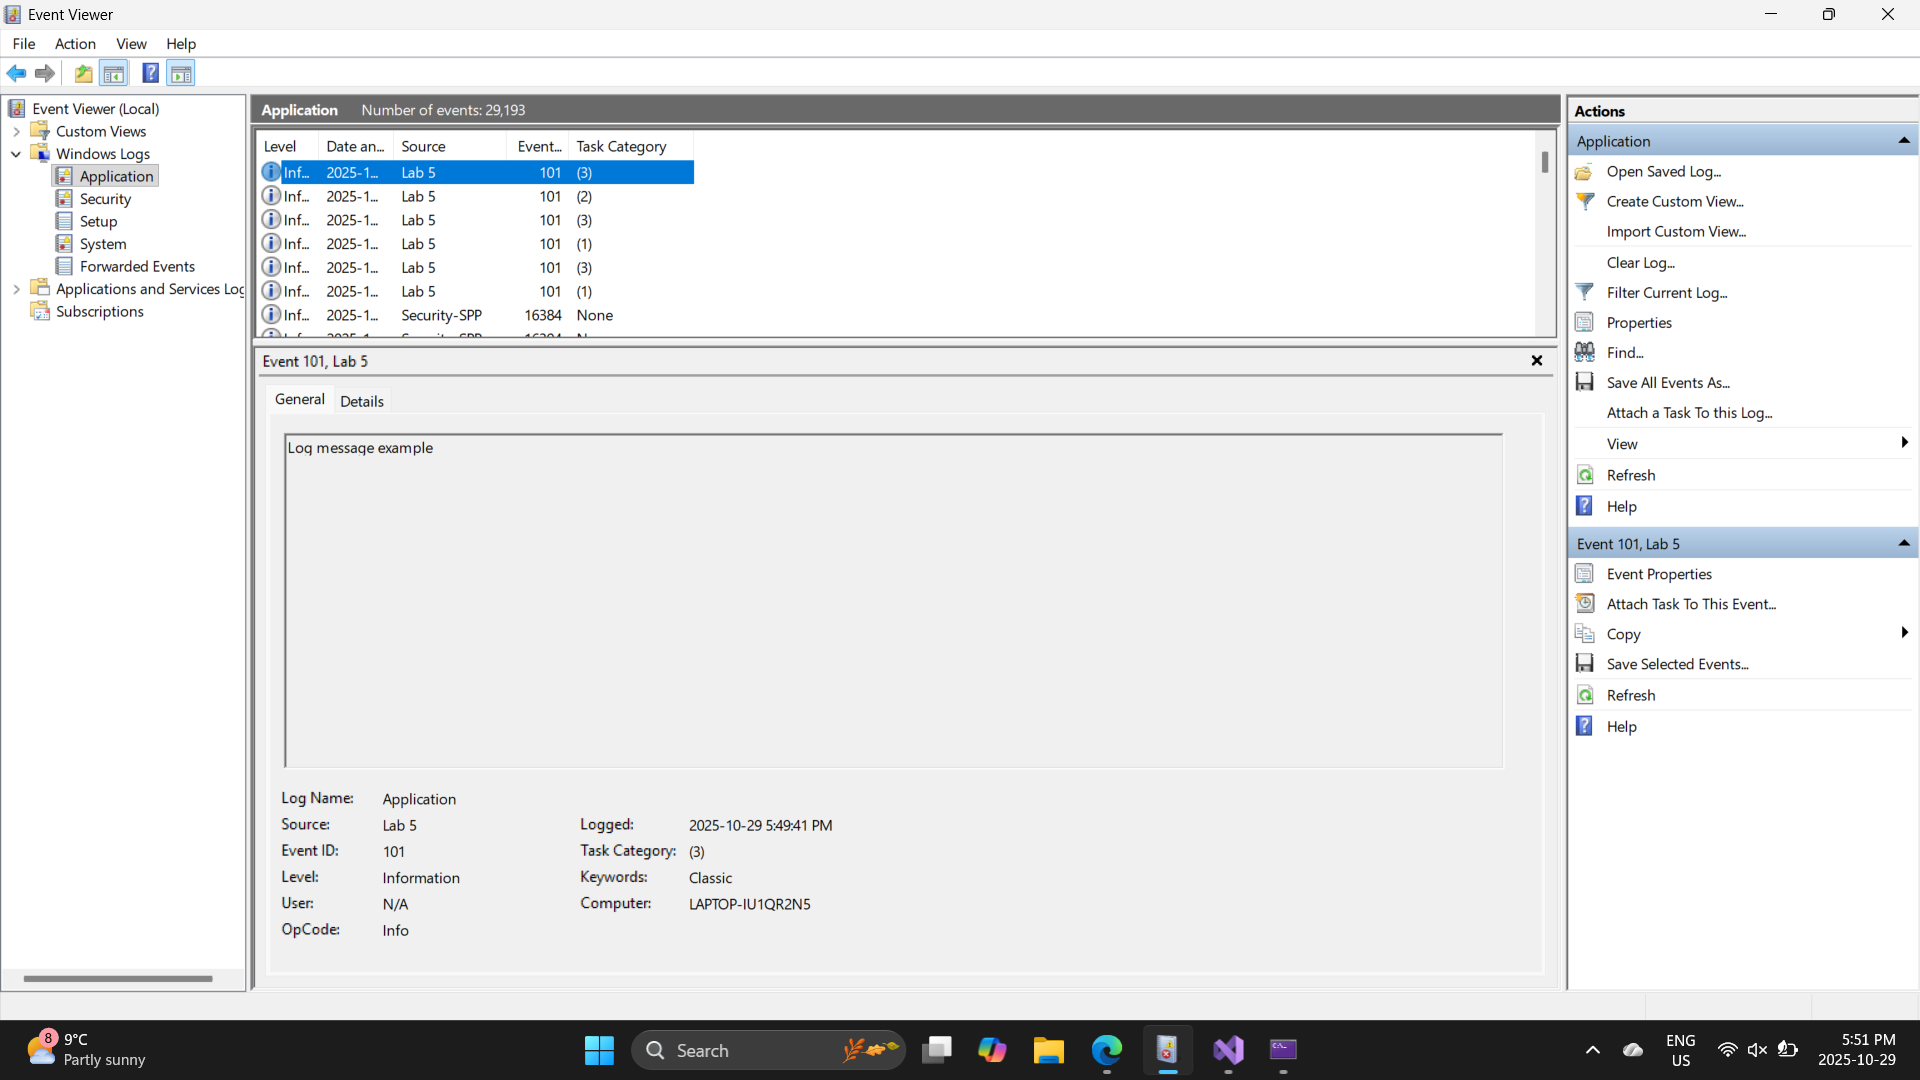 Event Viewer
File Action View Help
Event Viewer (Local)
Custom Views
Windows Logs
Application
Security
Setup
System
Forwarded Events
Applications and Services Log
Subscriptions
Application Number of events: 29,193
Level Date an... Source Event... Task Category
Inf... 2025-1... Lab 5 101 (3)
Inf... 2025-1... Lab 5 101 (2)
Inf... 2025-1... Lab 5 101 (3)
Inf... 2025-1... Lab 5 101 (1)
Inf... 2025-1... Lab 5 101 (3)
Inf... 2025-1... Lab 5 101 (1)
Inf... 2025-1... Security-SPP 16384 None
Event 101, Lab 5
General Details
Log message example
Log Name: Application
Source: Lab 5 Logged: 2025-10-29 5:49:41 PM
Event ID: 101 Task Category: (3)
Level: Information Keywords: Classic
User: N/A Computer: LAPTOP-IU1QR2N5
OpCode: Info
Actions
Application
Open Saved Log...
Create Custom View...
Import Custom View...
Clear Log...
Filter Current Log...
Properties
Find...
Save All Events As...
Attach a Task To this Log...
View
Refresh
Help
Event 101, Lab 5
Event Properties
Attach Task To This Event...
Copy
Save Selected Events...
Refresh
Help
8
9°C
Partly sunny
Search
ENG
US
5:51 PM
2025-10-29